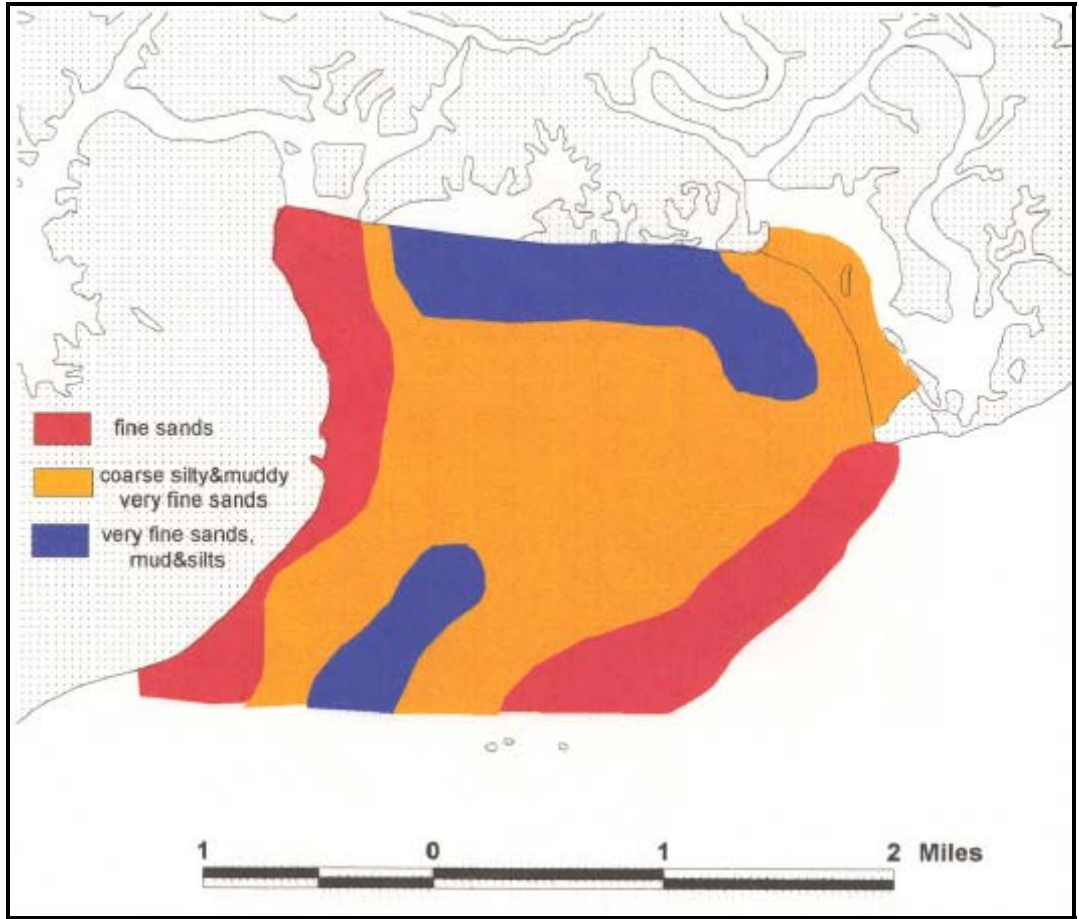 fine sands
coarse silty&muddy
very fine sands
very fine sands,
mud&silts
1 0 1 2 Miles